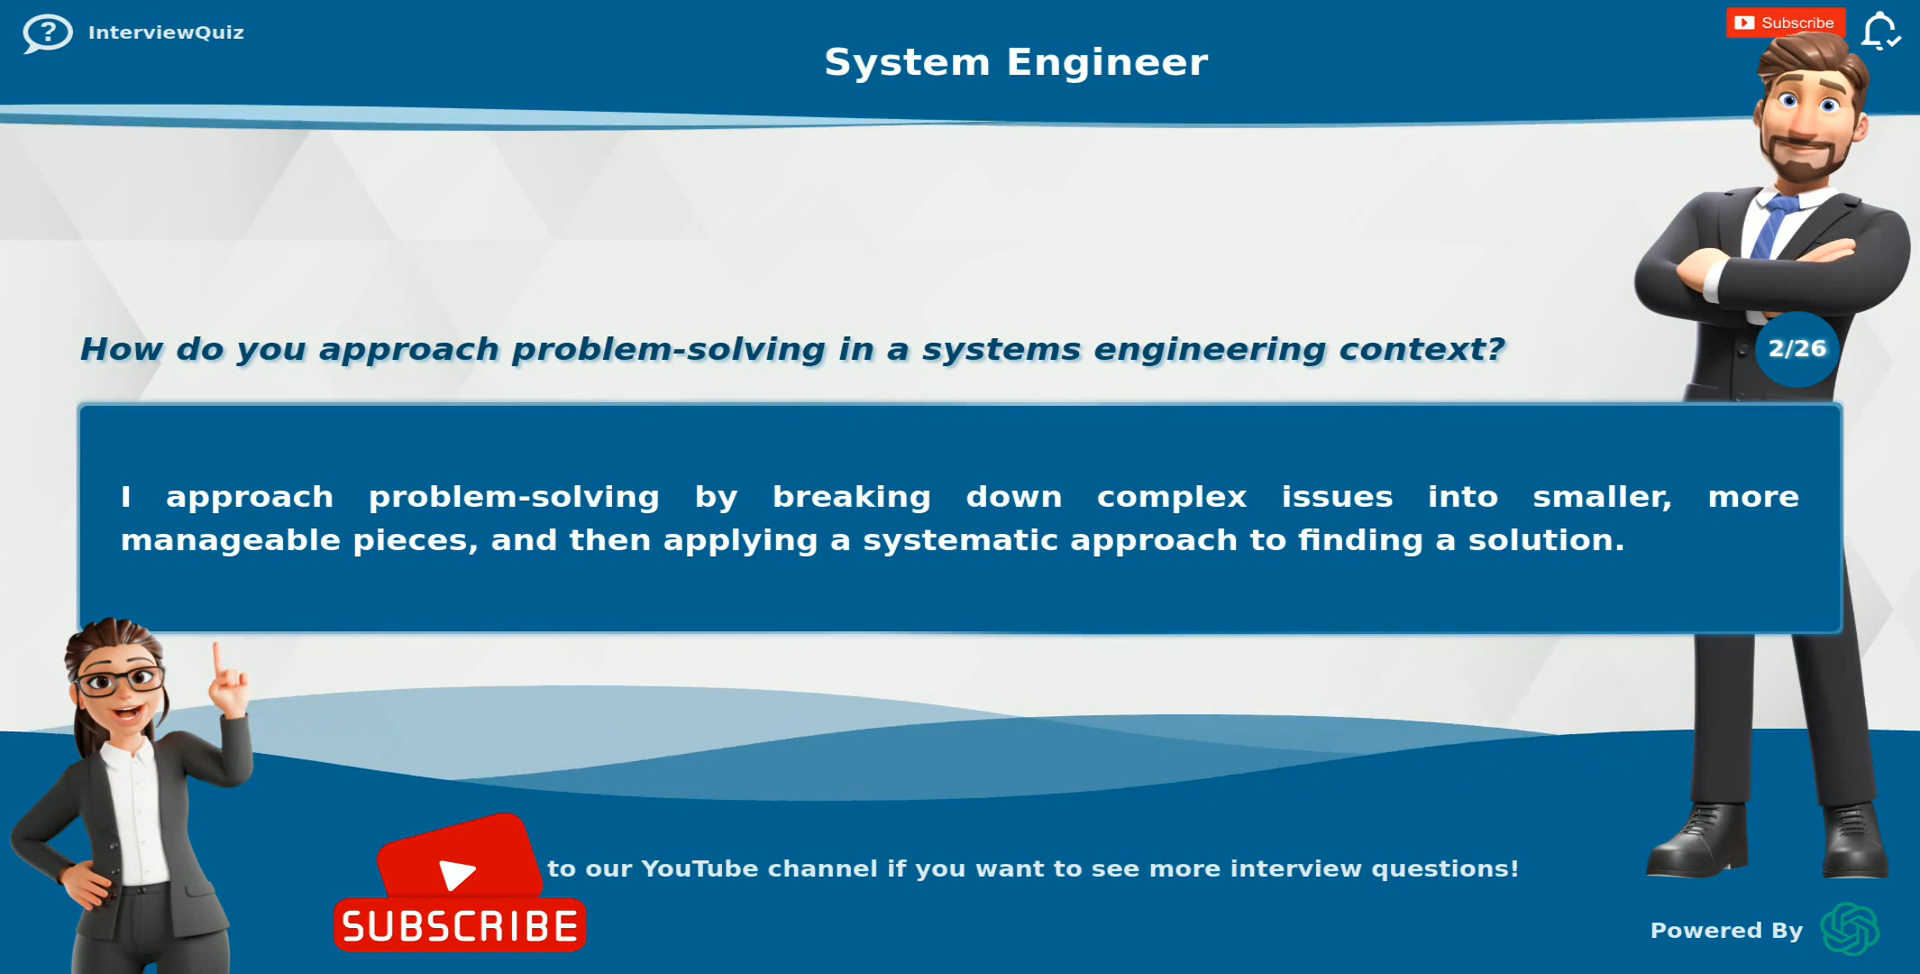 InterviewQuiz
Subscribe
System Engineer
How do you approach problem-solving in a systems engineering context?
2/26
I approach problem-solving by breaking down complex issues into smaller, more
manageable pieces, and then applying a systematic approach to finding a solution.
to our YouTube channel if you want to see more interview questions!
SUBSCRIBE
Powered By